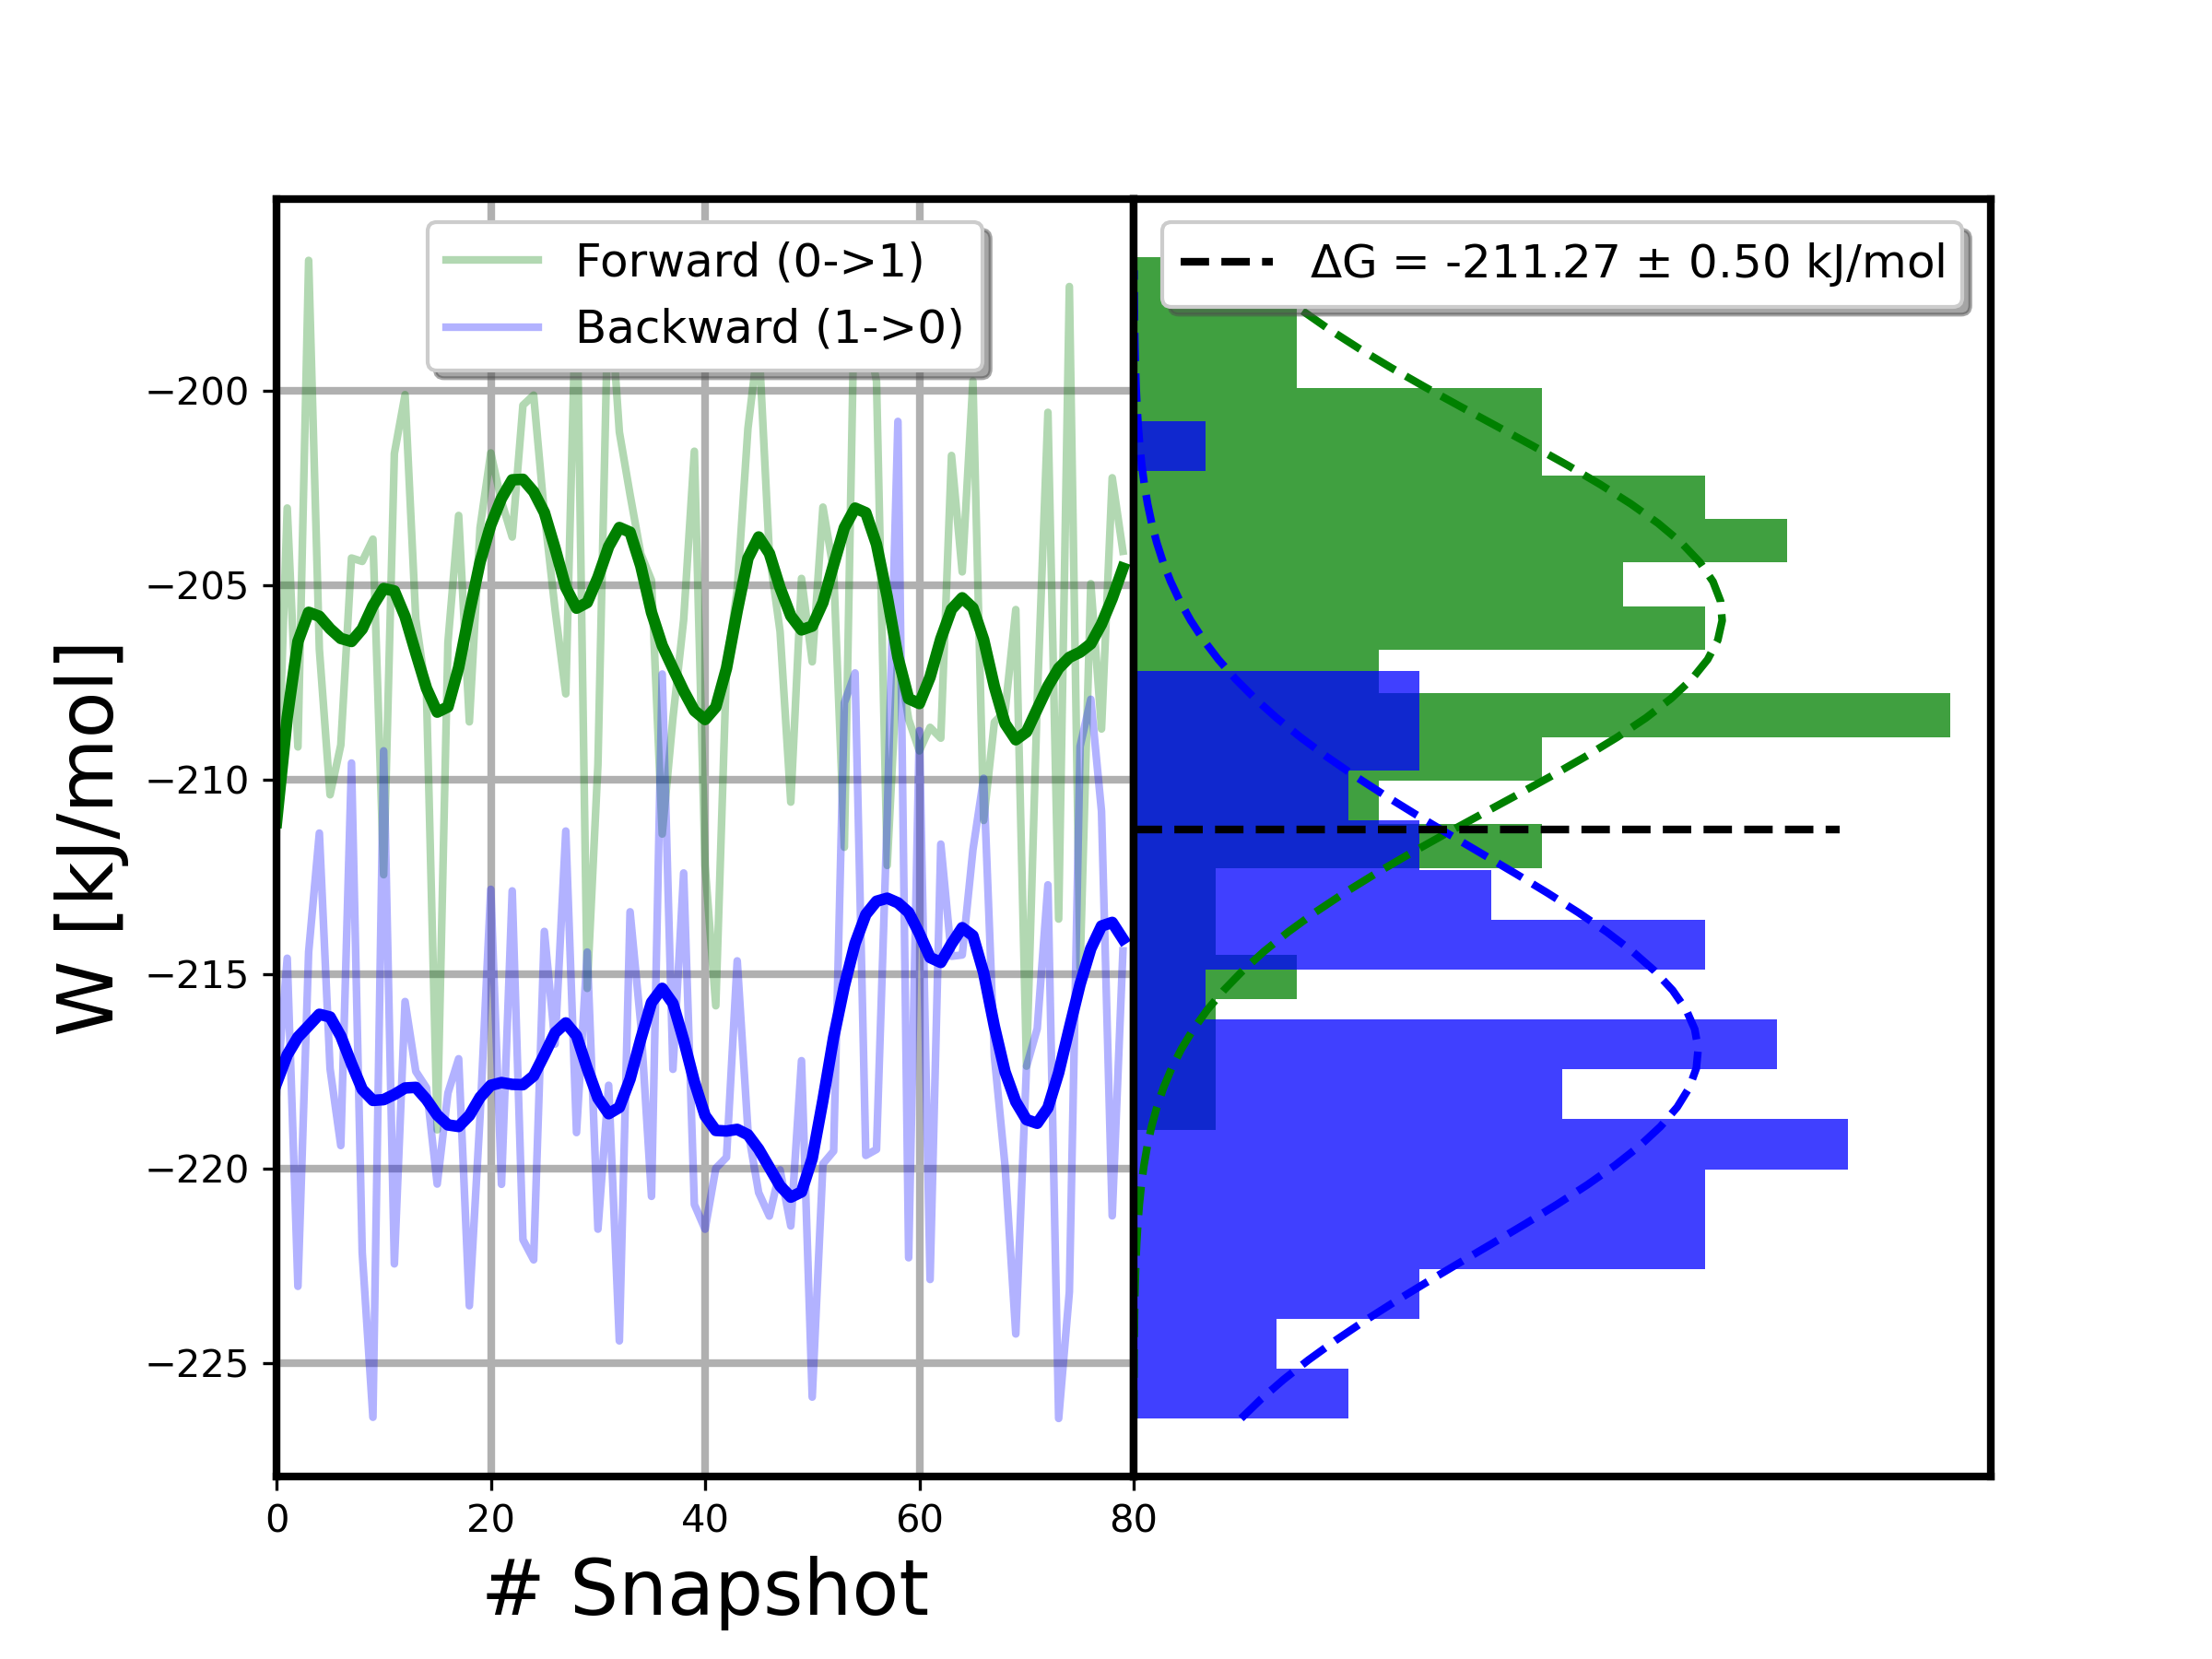 Forward (0->1)
Backward (1->0)
ΔG = -211.27 ± 0.50 kJ/mol
W [kJ/mol]
−200
−205
−210
−215
−220
−225
0 20 40 60 80
# Snapshot